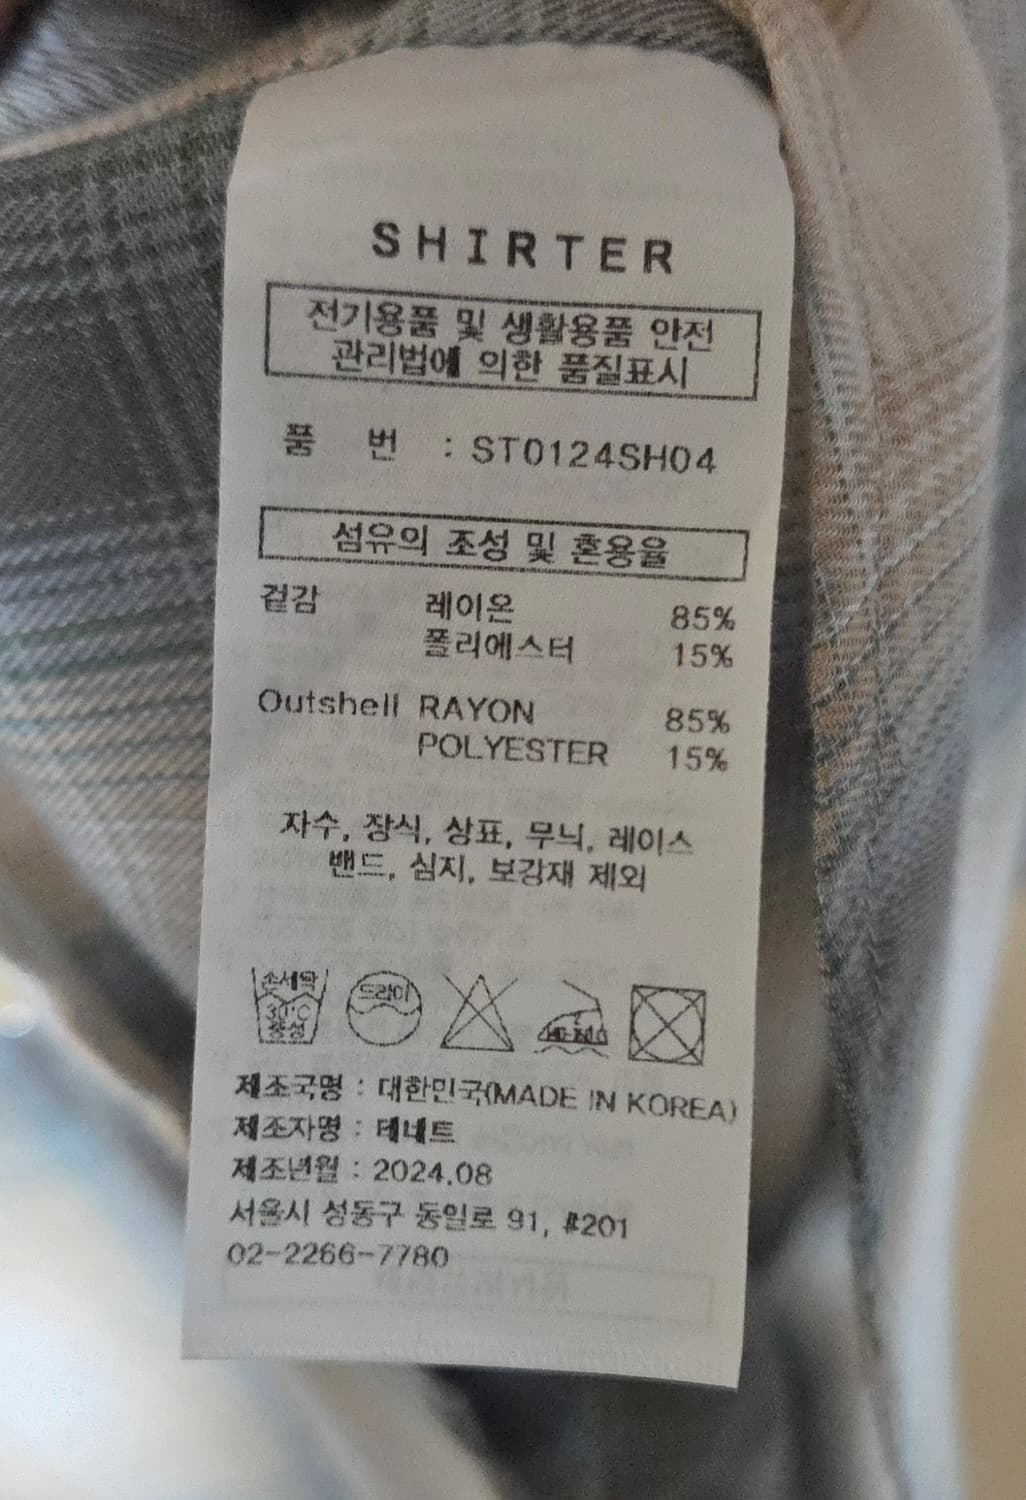 SHIRTER
전기용품 및 생활용품 안전
관리법에 의한 품질표시
품 번 : ST0124SH04
섬유의 조성 및 혼용율
겉감 레이온 85%
폴리에스터 15%
Outshell RAYON 85%
POLYESTER 15%
자수, 장식, 상표, 무늬, 레이스
밴드, 심지, 보강재 제외
손세탁
30°C
중성
드라이
제조국명 : 대한민국(MADE IN KOREA)
제조자명 : 테네트
제조년월 : 2024.08
서울시 성동구 동일로 91, #201
02-2266-7780